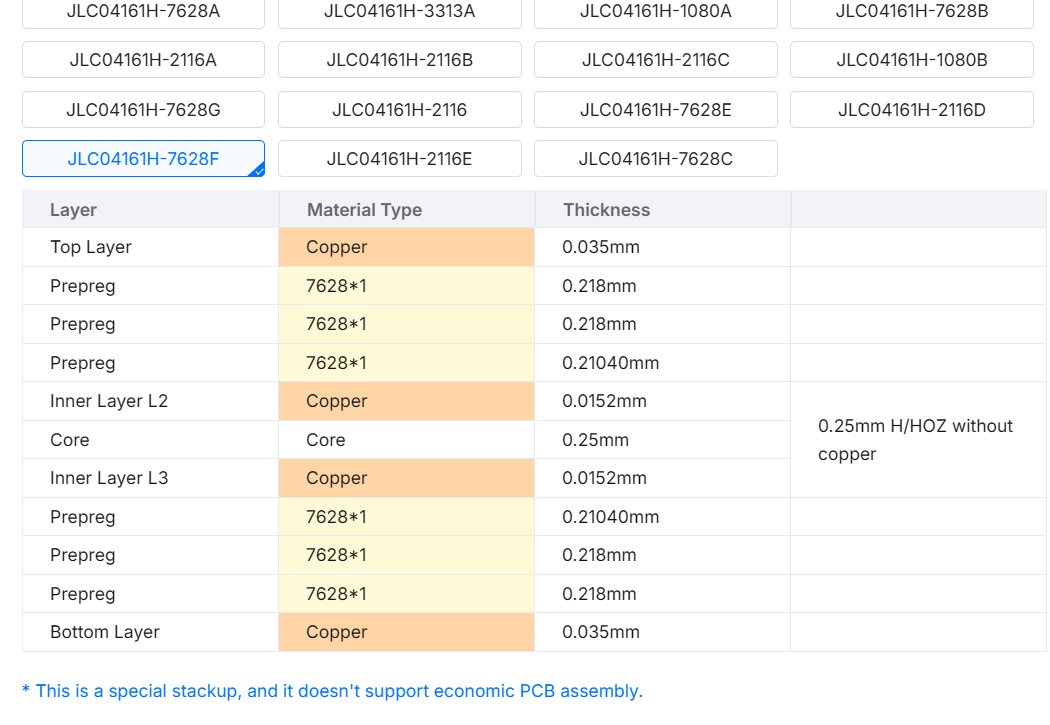 JLC04161H-7628A JLC04161H-3313A JLC04161H-1080A JLC04161H-7628B
JLC04161H-2116A JLC04161H-2116B JLC04161H-2116C JLC04161H-1080B
JLC04161H-7628G JLC04161H-2116 JLC04161H-7628E JLC04161H-2116D
JLC04161H-7628F JLC04161H-2116E JLC04161H-7628C
Layer Material Type Thickness
Top Layer Copper 0.035mm
Prepreg 7628*1 0.218mm
Prepreg 7628*1 0.218mm
Prepreg 7628*1 0.21040mm
Inner Layer L2 Copper 0.0152mm
0.25mm H/HOZ without
copper
Core Core 0.25mm
Inner Layer L3 Copper 0.0152mm
Prepreg 7628*1 0.21040mm
Prepreg 7628*1 0.218mm
Prepreg 7628*1 0.218mm
Bottom Layer Copper 0.035mm
* This is a special stackup, and it doesn't support economic PCB assembly.